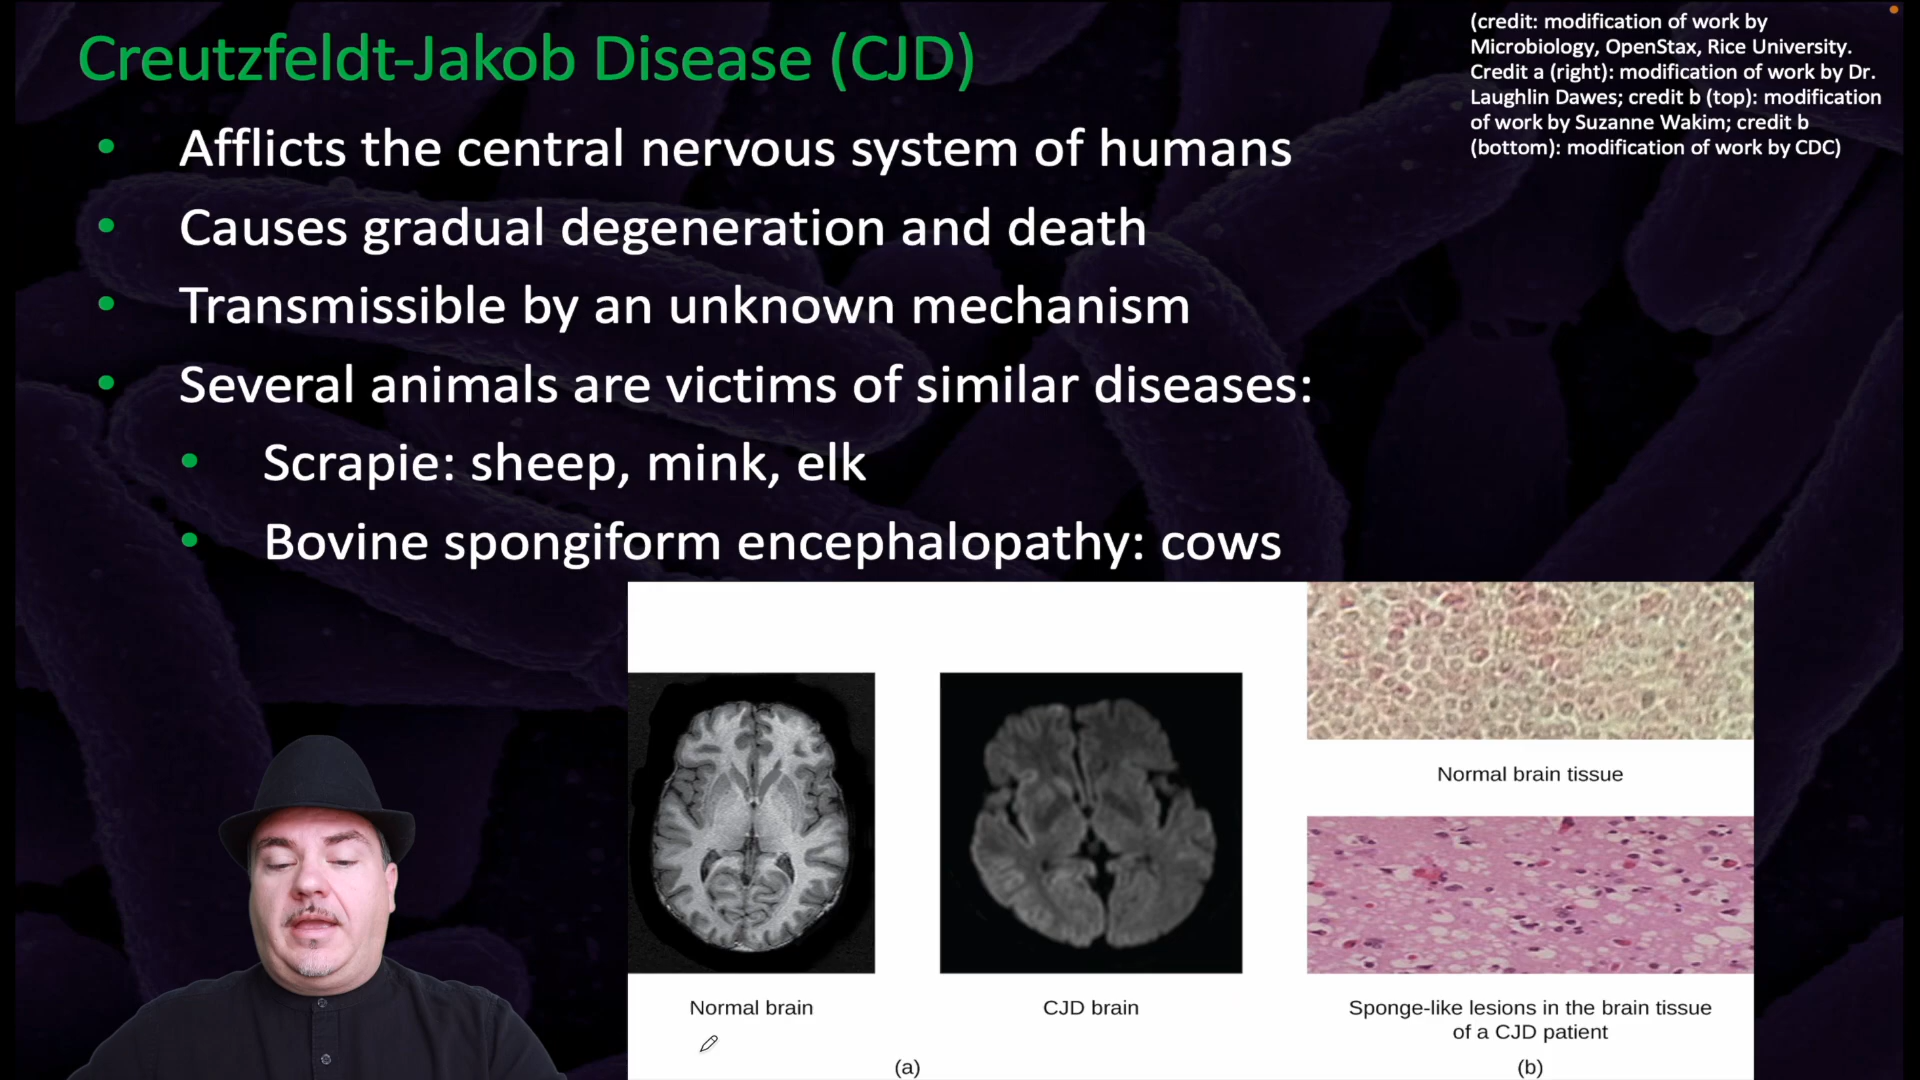 Creutzfeldt-Jakob Disease (CJD)
(credit: modification of work by
Microbiology, OpenStax, Rice University.
Credit a (right): modification of work by Dr.
Laughlin Dawes; credit b (top): modification
of work by Suzanne Wakim; credit b
(bottom): modification of work by CDC)
• Afflicts the central nervous system of humans
• Causes gradual degeneration and death
• Transmissible by an unknown mechanism
• Several animals are victims of similar diseases:
• Scrapie: sheep, mink, elk
• Bovine spongiform encephalopathy: cows
Normal brain
CJD brain
(a)
Normal brain tissue
Sponge-like lesions in the brain tissue
of a CJD patient
(b)